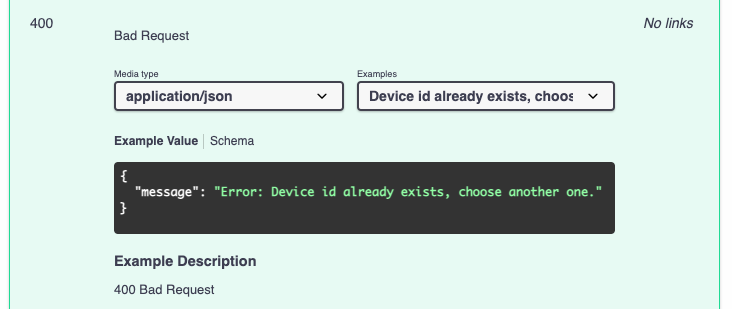 400
No links
Bad Request
Media type
Examples
application/json
Device id already exists, choos
Example Value
Schema
{
"message": "Error: Device id already exists, choose another one."
}
Example Description
400 Bad Request